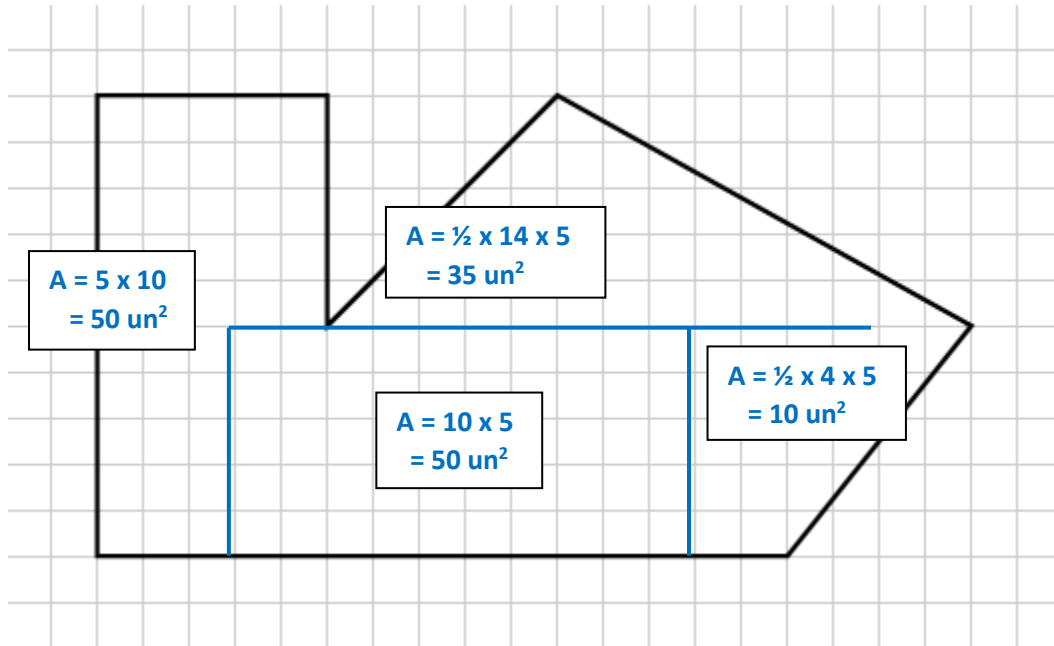 A = ½ x 14 x 5
= 35 un²
A = 5 x 10
= 50 un²
A = ½ x 4 x 5
= 10 un²
A = 10 x 5
= 50 un²